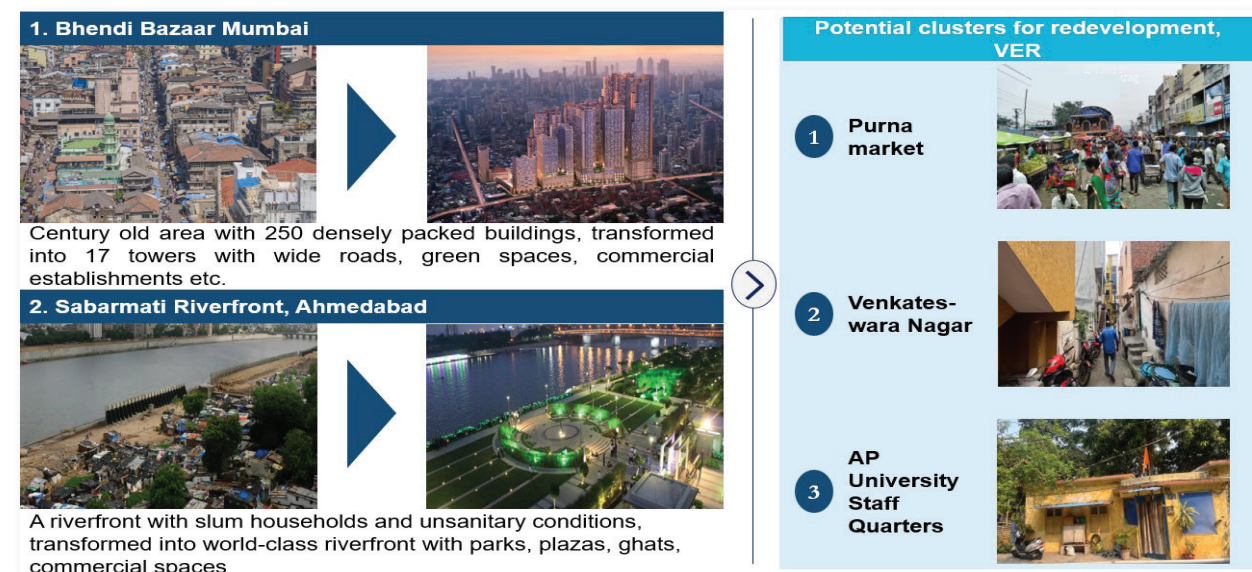 1. Bhendi Bazaar Mumbai
Century old area with 250 densely packed buildings, transformed
into 17 towers with wide roads, green spaces, commercial
establishments etc.
2. Sabarmati Riverfront, Ahmedabad
A riverfront with slum households and unsanitary conditions,
transformed into world-class riverfront with parks, plazas, ghats,
commercial spaces
Potential clusters for redevelopment,
VER
1
Purna
market
2
Venkates-
wara Nagar
3
AP
University
Staff
Quarters